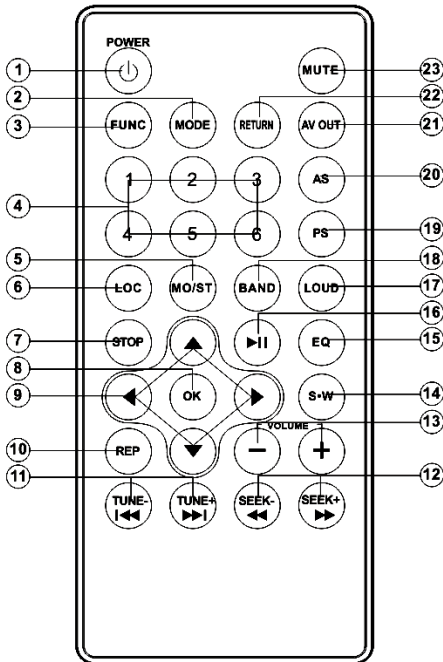 POWER
1 MUTE 23
2 22
3 FUNC MODE RETURN AV OUT 21
1 2 3 AS 20
4
4 5 6 PS 19
5 18
6 LOC MO/ST BAND LOUD 17
16
7 STOP EQ 15
8
9 OK S•W 14
VOLUME 13
10 REP − +
11 12
TUNE- TUNE+ SEEK- SEEK+